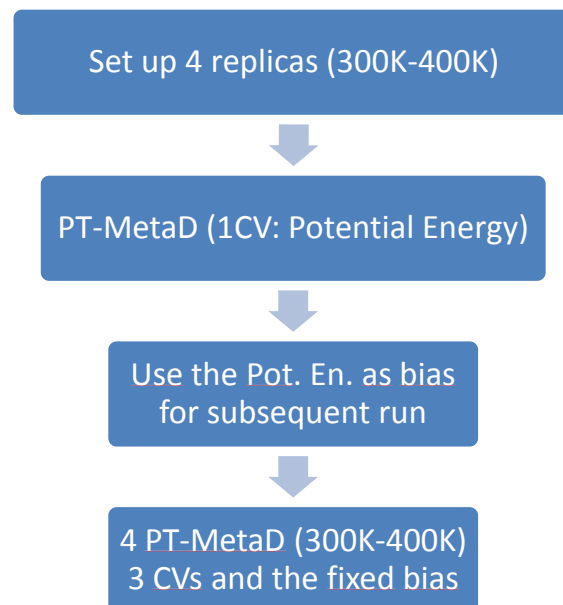 Set up 4 replicas (300K-400K)
PT-MetaD (1CV: Potential Energy)
Use the Pot. En. as bias
for subsequent run
4 PT-MetaD (300K-400K)
3 CVs and the fixed bias